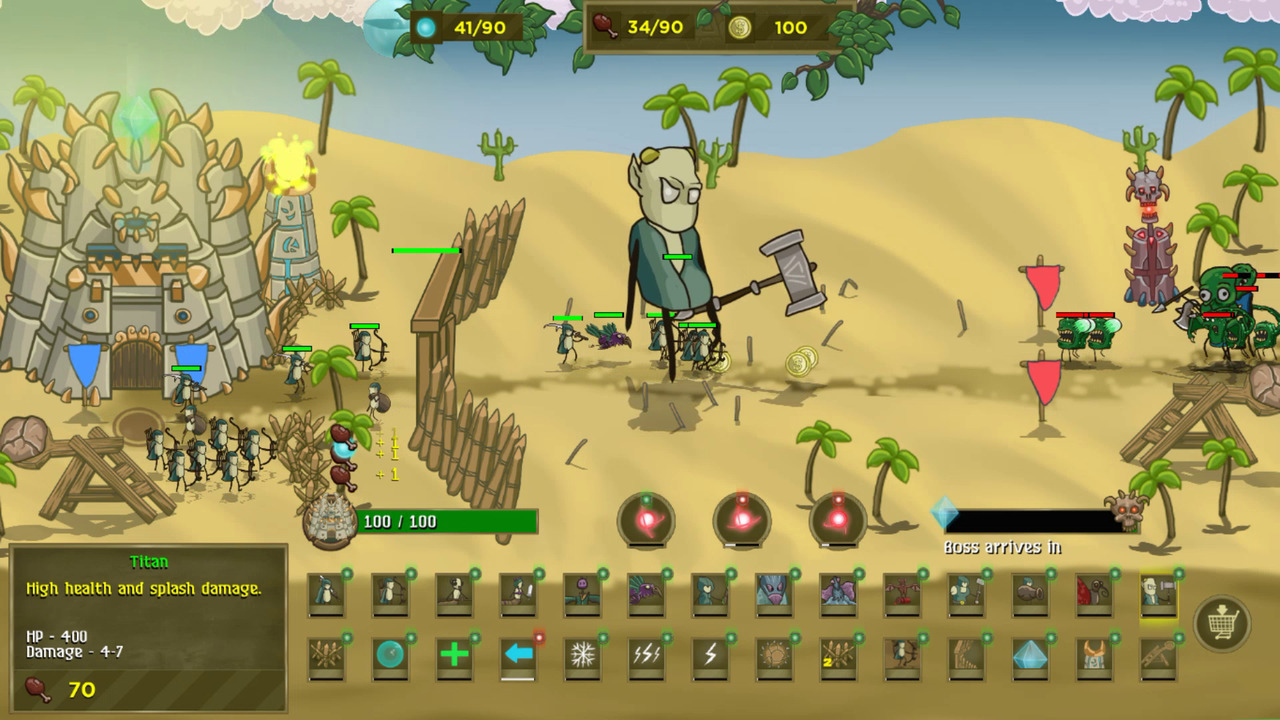 41/90
34/90
100
+1
+1
+1
100 / 100
Boss arrives in
Titan
High health and splash damage.
HP - 400
Damage - 4-7
70
2